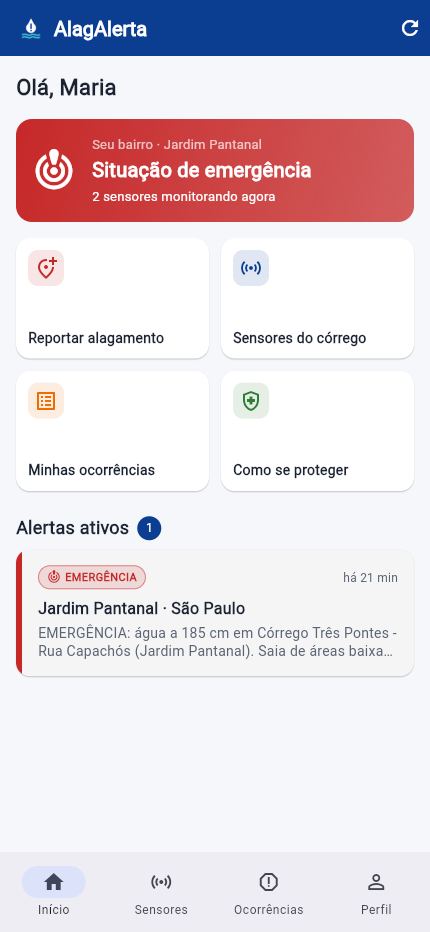 AlagAlerta
Olá, Maria
Seu bairro · Jardim Pantanal
Situação de emergência
2 sensores monitorando agora
Reportar alagamento
Sensores do córrego
Minhas ocorrências
Como se proteger
Alertas ativos 1
EMERGÊNCIA há 21 min
Jardim Pantanal · São Paulo
EMERGÊNCIA: água a 185 cm em Córrego Três Pontes -
Rua Capachós (Jardim Pantanal). Saia de áreas baixa…
Início
Sensores
Ocorrências
Perfil